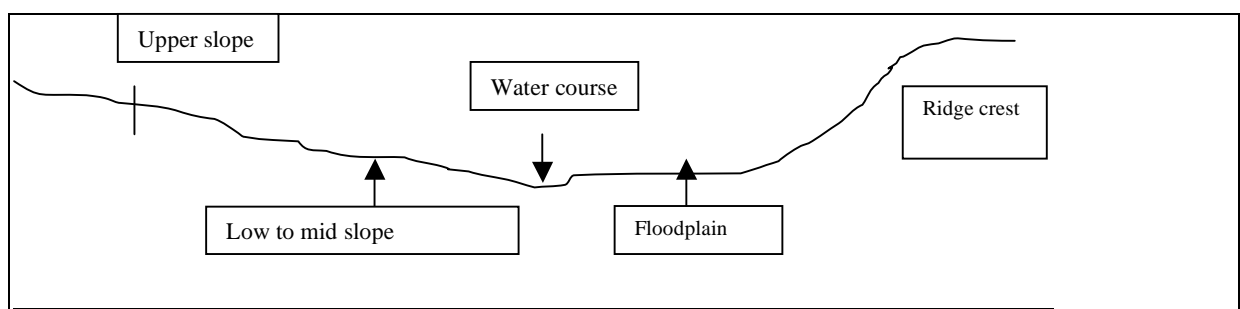 Upper slope
Water course
Ridge crest
Low to mid slope
Floodplain